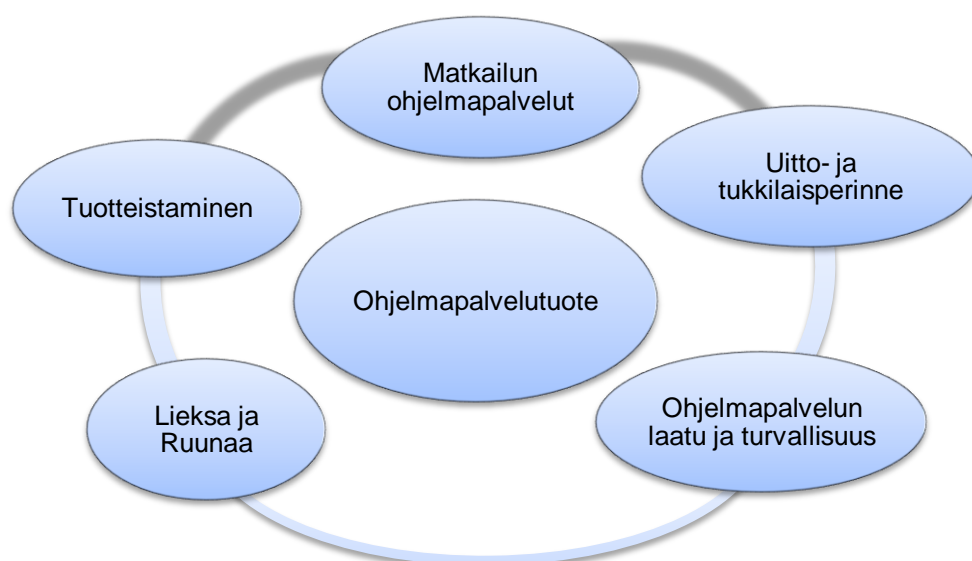 Matkailun
ohjelmapalvelut
Uitto- ja
tukkilaisperinne
Tuotteistaminen
Ohjelmapalvelutuote
Lieksa ja
Ruunaa
Ohjelmapalvelun
laatu ja turvallisuus